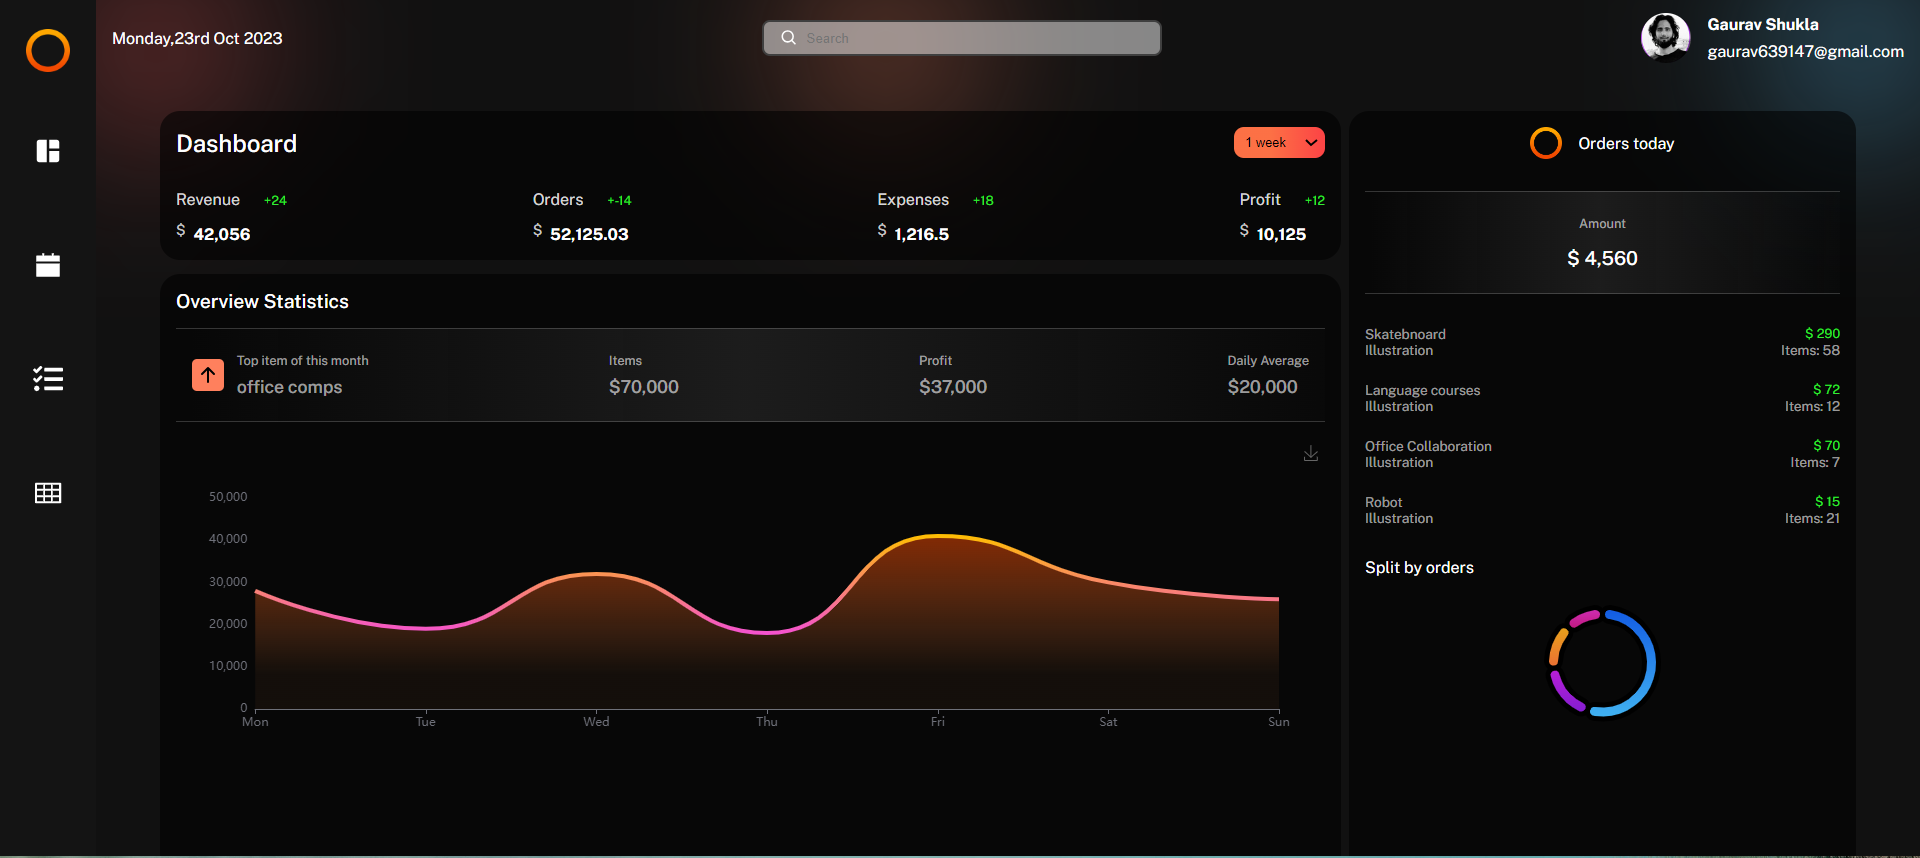 Monday,23rd Oct 2023
Search
Gaurav Shukla
gaurav639147@gmail.com
Dashboard
1 week
Revenue +24
$ 42,056
Orders +-14
$ 52,125.03
Expenses +18
$ 1,216.5
Profit +12
$ 10,125
Overview Statistics
Top item of this month
office comps
Items
$70,000
Profit
$37,000
Daily Average
$20,000
50,000
40,000
30,000
20,000
10,000
0
Mon Tue Wed Thu Fri Sat Sun
Orders today
Amount
$ 4,560
Skatebnoard $ 290
Illustration Items: 58
Language courses $ 72
Illustration Items: 12
Office Collaboration $ 70
Illustration Items: 7
Robot $ 15
Illustration Items: 21
Split by orders